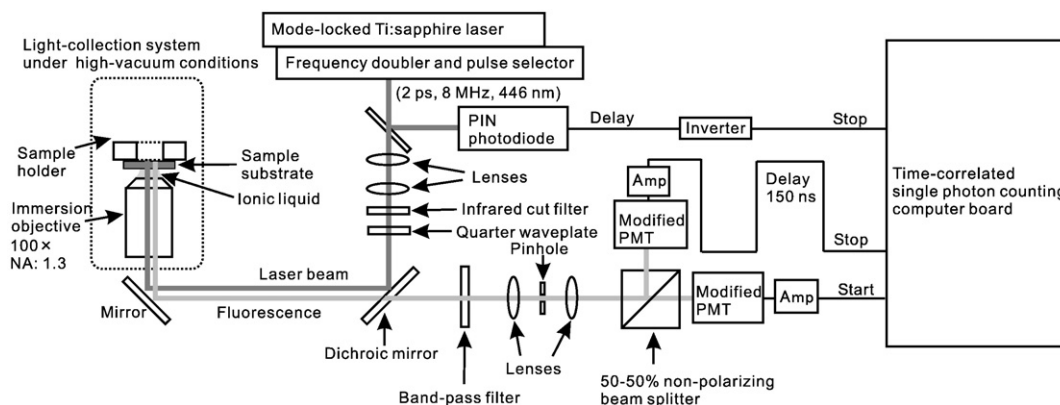 Mode-locked Ti:sapphire laser
Frequency doubler and pulse selector
(2 ps, 8 MHz, 446 nm)
Light-collection system
under high-vacuum conditions
Sample
holder
Sample
substrate
Ionic liquid
Immersion
objective
100×
NA: 1.3
Mirror
Laser beam
Fluorescence
Dichroic mirror
PIN
photodiode
Delay
Inverter
Stop
Lenses
Infrared cut filter
Quarter waveplate
Pinhole
Band-pass filter
Lenses
50-50% non-polarizing
beam splitter
Amp
Modified
PMT
Delay
150 ns
Stop
Modified
PMT
Amp
Start
Time-correlated
single photon counting
computer board